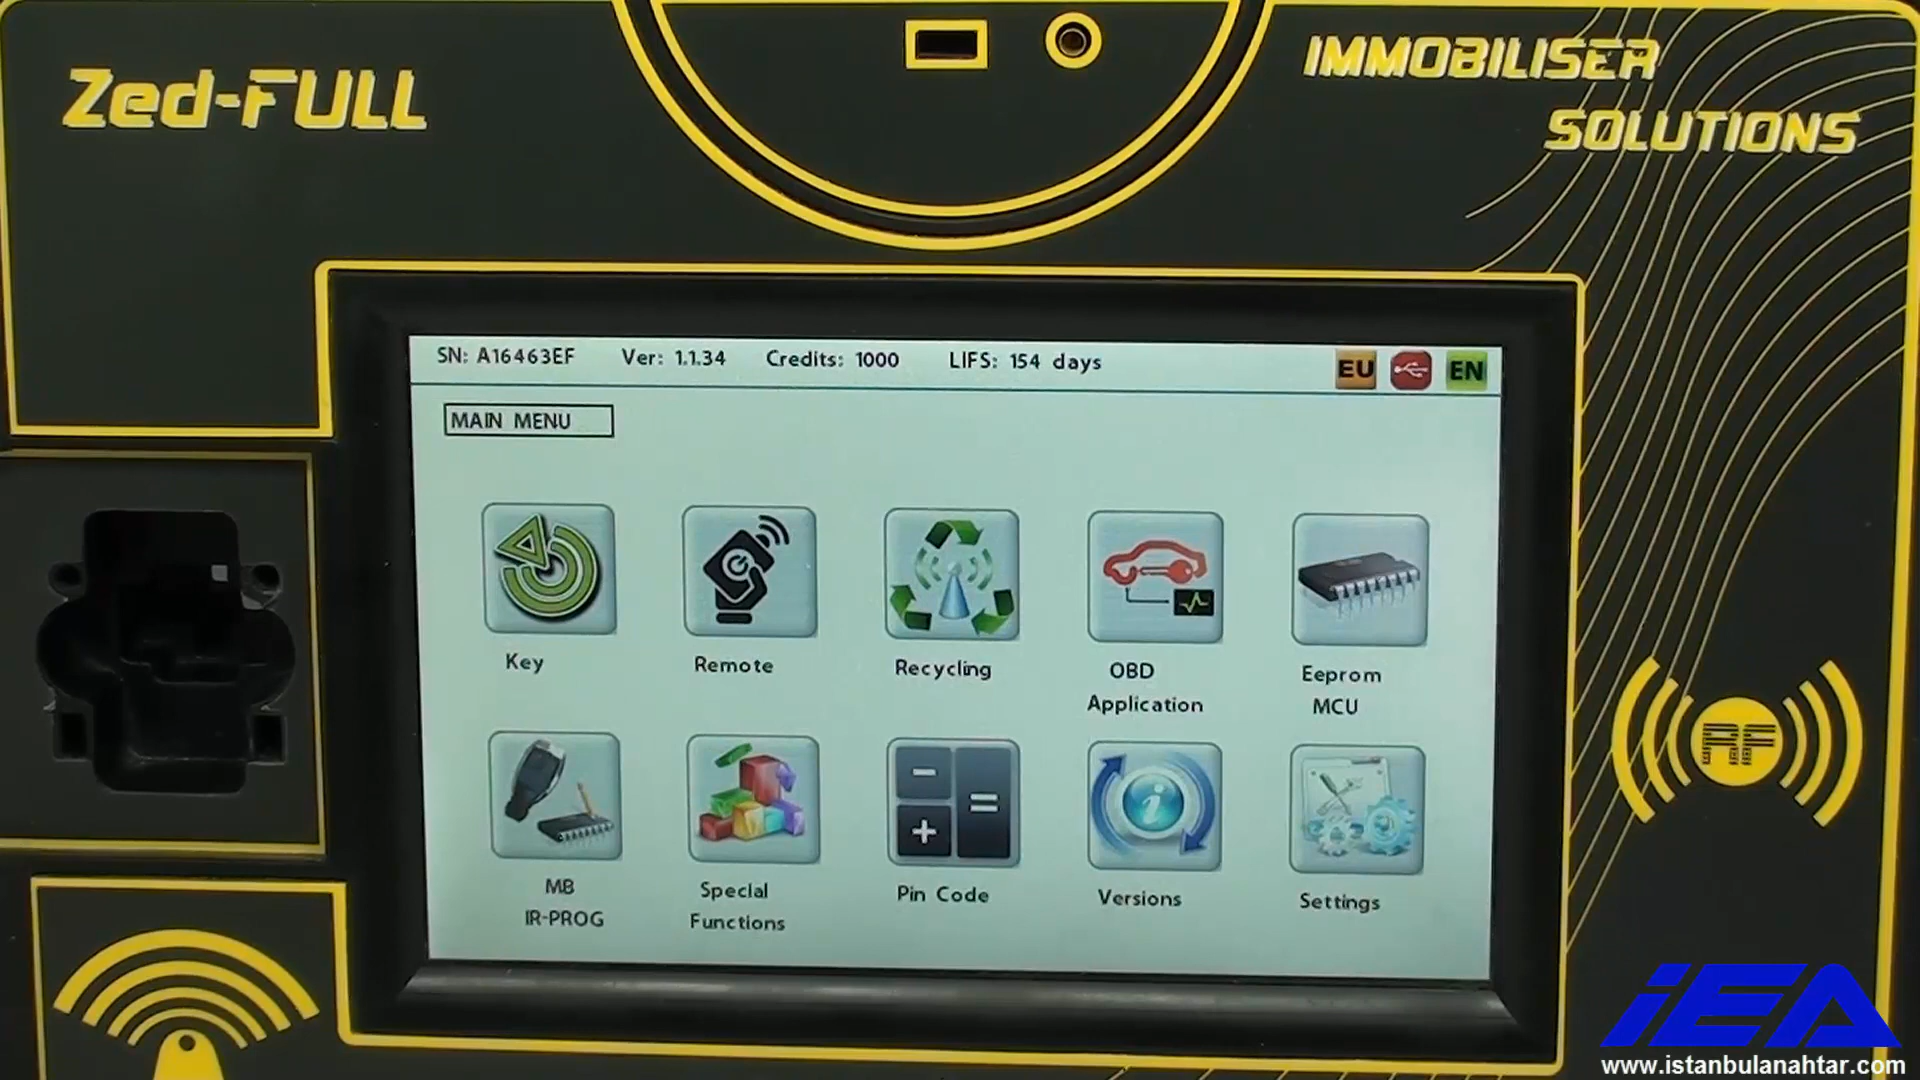 Zed-FULL
IMMOBILISER
SOLUTIONS
SN: A16463EF Ver: 1.1.34 Credits: 1000 LIFS: 154 days EU EN
MAIN MENU
Key
Remote
Recycling
OBD
Application
Eeprom
MCU
MB
IR-PROG
Special
Functions
Pin Code
Versions
Settings
RF
iEA
www.istanbulanahtar.com